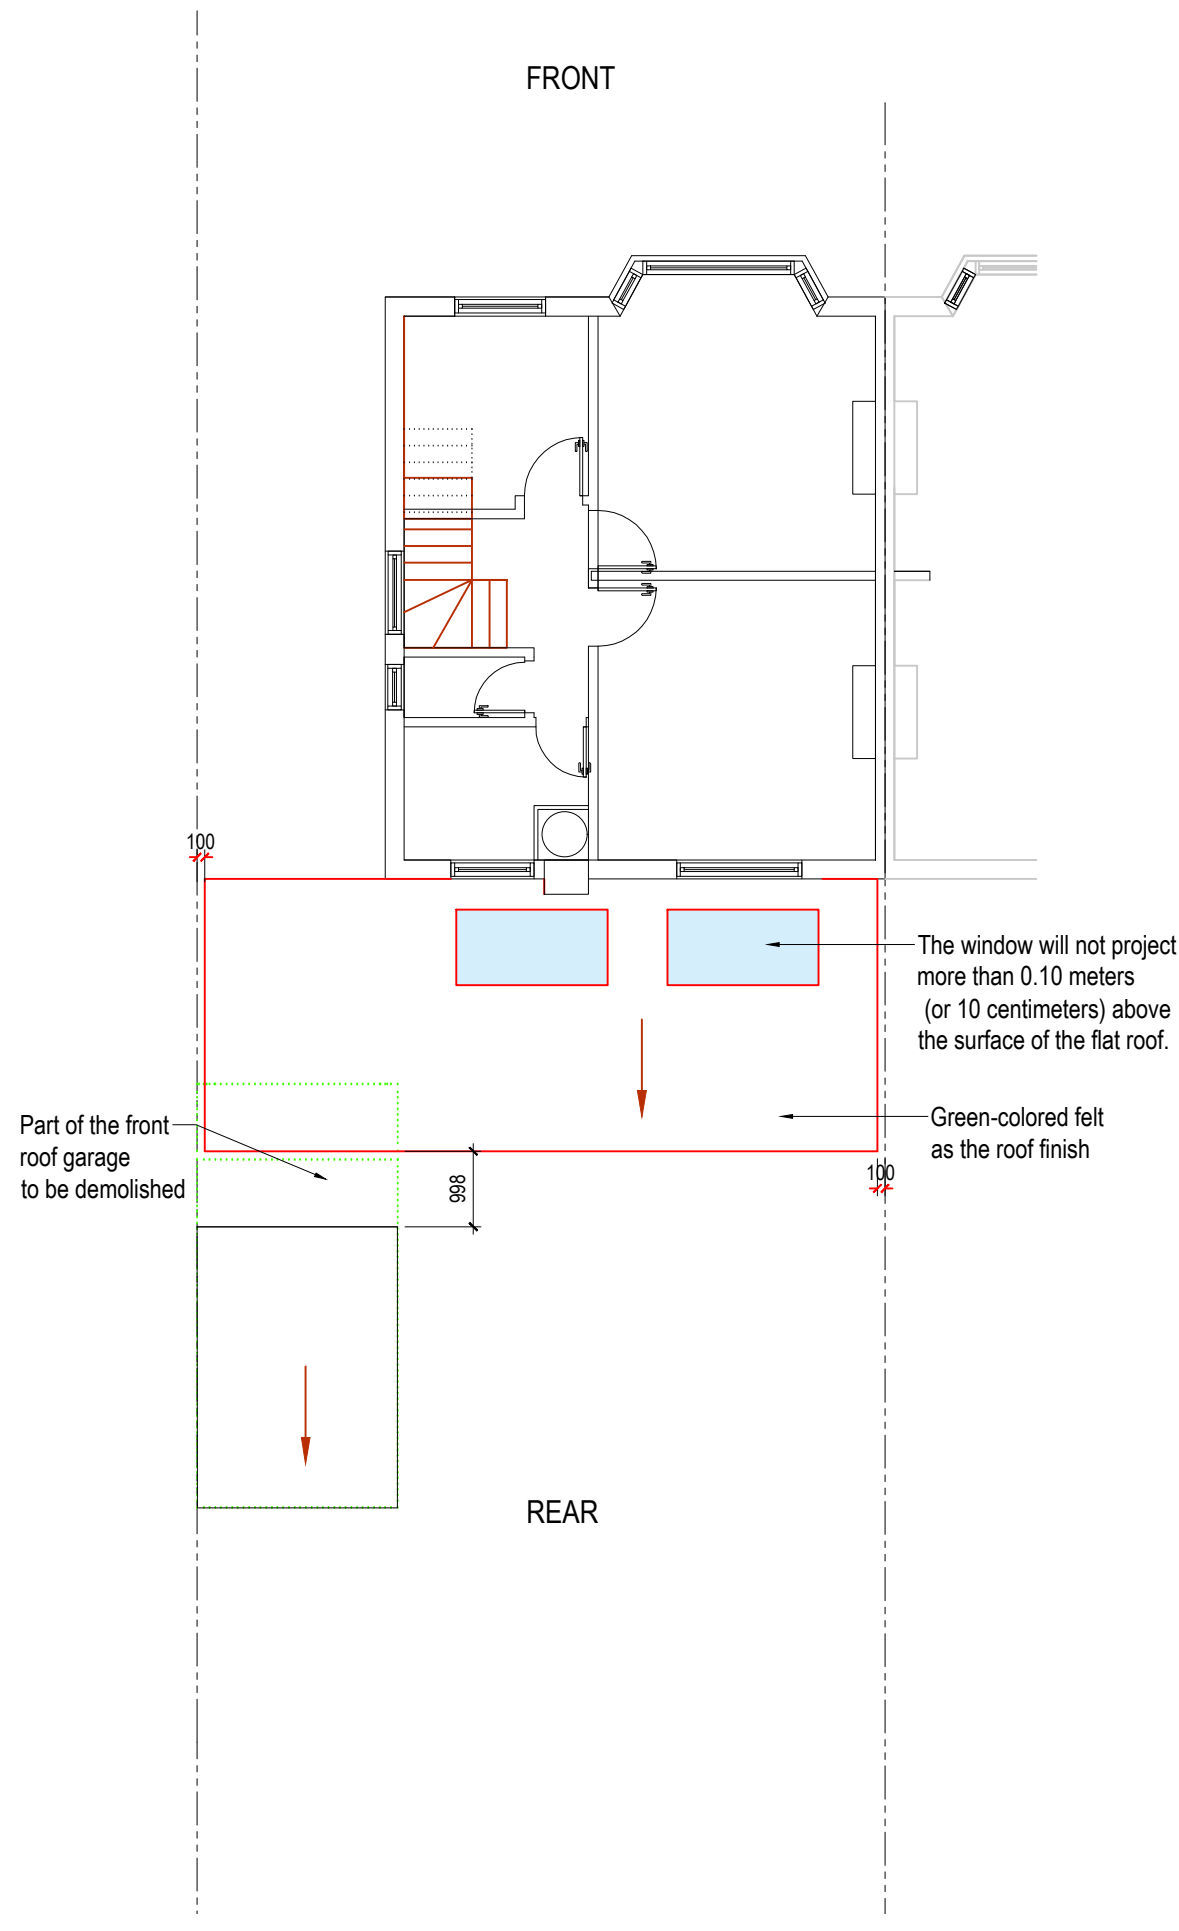 FRONT
100
The window will not project
more than 0.10 meters
(or 10 centimeters) above
the surface of the flat roof.
Part of the front
roof garage
to be demolished
Green-colored felt
as the roof finish
998
100
REAR